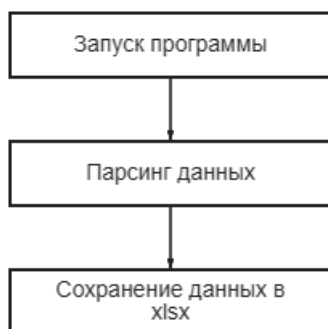 Запуск программы
Парсинг данных
Сохранение данных в
xlsx